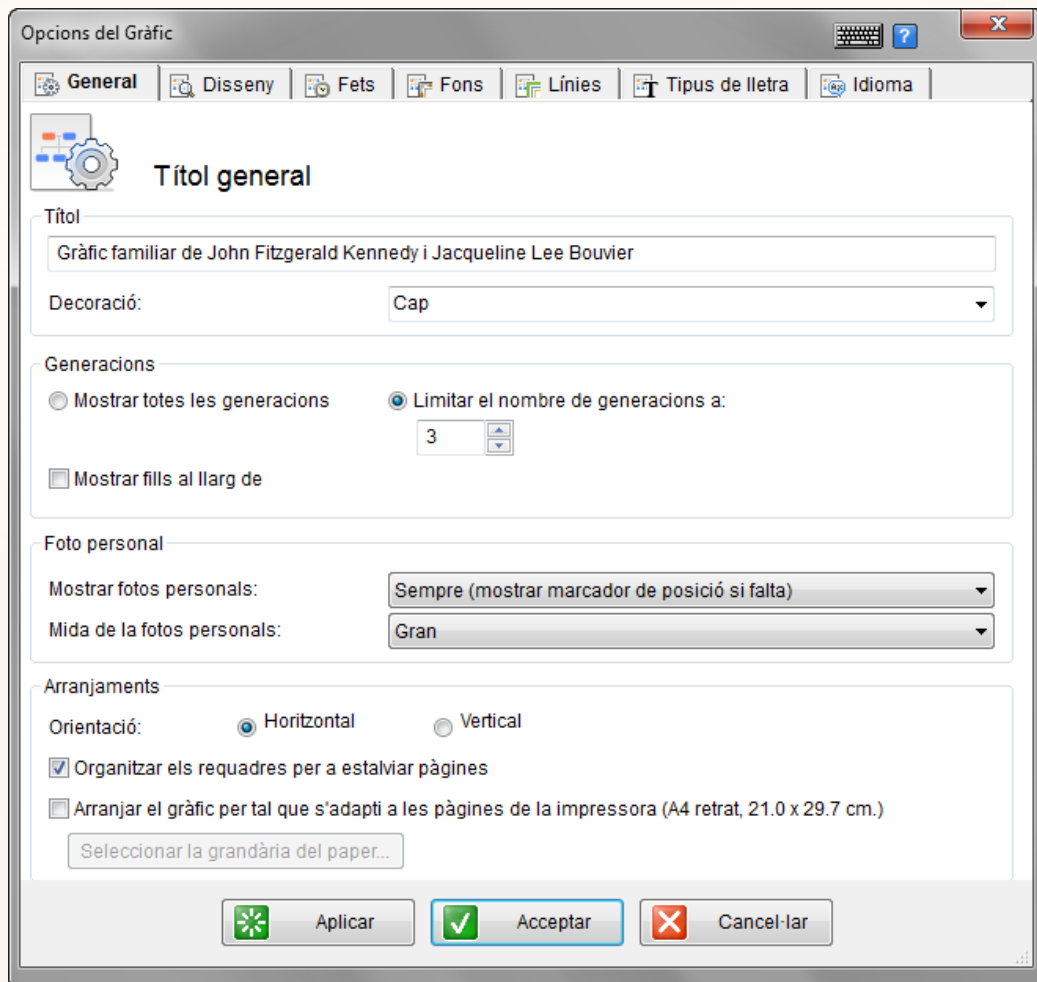 Opcions del Gràfic
General Disseny Fets Fons Línies Tipus de lletra Idioma
Títol general
Títol
Gràfic familiar de John Fitzgerald Kennedy i Jacqueline Lee Bouvier
Decoració: Cap
Generacions
Mostrar totes les generacions Limitar el nombre de generacions a:
3
Mostrar fills al llarg de
Foto personal
Mostrar fotos personals: Sempre (mostrar marcador de posició si falta)
Mida de la fotos personals: Gran
Arranjaments
Orientació: Horitzontal Vertical
Organitzar els requadres per a estalviar pàgines
Arranjar el gràfic per tal que s'adapti a les pàgines de la impressora (A4 retrat, 21.0 x 29.7 cm.)
Seleccionar la grandària del paper...
Aplicar Acceptar Cancel·lar